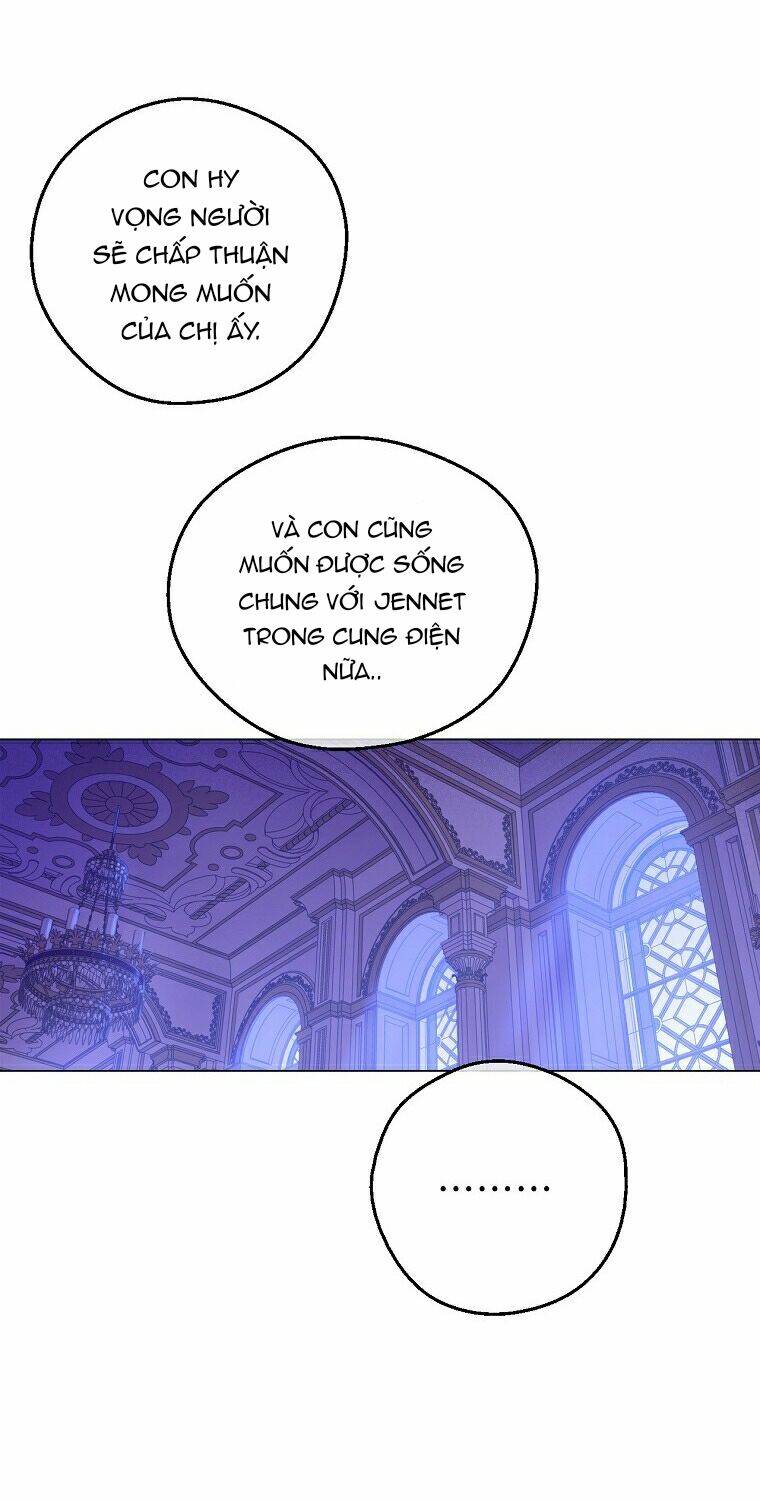 CON HY
VỌNG NGƯỜI
SẼ CHẤP THUẬN
MONG MUỐN
CỦA CHỊ ẤY.
VÀ CON CŨNG
MUỐN ĐƯỢC SỐNG
CHUNG VỚI JENNET
TRONG CUNG ĐIỆN
NỮA..
.........